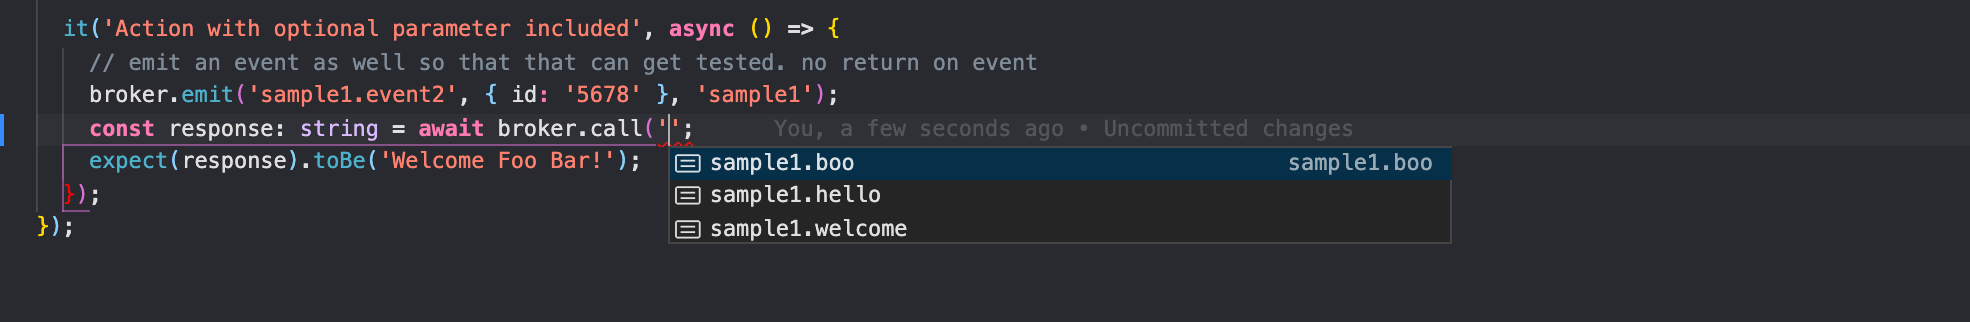 it('Action with optional parameter included', async () => {
// emit an event as well so that that can get tested. no return on event
broker.emit('sample1.event2', { id: '5678' }, 'sample1');
const response: string = await broker.call(''; You, a few seconds ago • Uncommitted changes
expect(response).toBe('Welcome Foo Bar!');
});
});
sample1.boo sample1.boo
sample1.hello
sample1.welcome